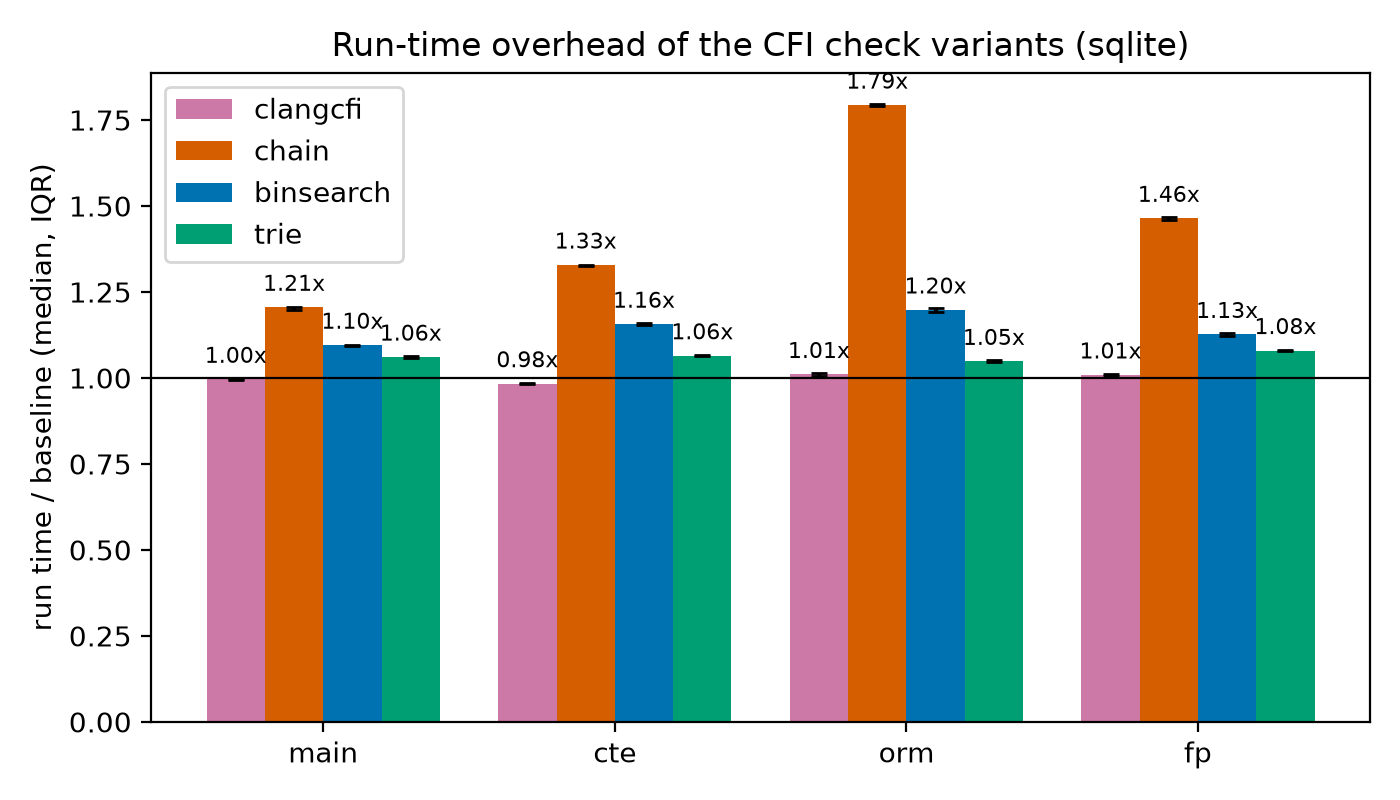 Run-time overhead of the CFI check variants (sqlite)
run time / baseline (median, IQR)
1.75
1.50
1.25
1.00
0.75
0.50
0.25
0.00
clangcfi
chain
binsearch
trie
1.00x
1.21x
1.10x
1.06x
0.98x
1.33x
1.16x
1.06x
1.01x
1.79x
1.20x
1.05x
1.01x
1.46x
1.13x
1.08x
main
cte
orm
fp